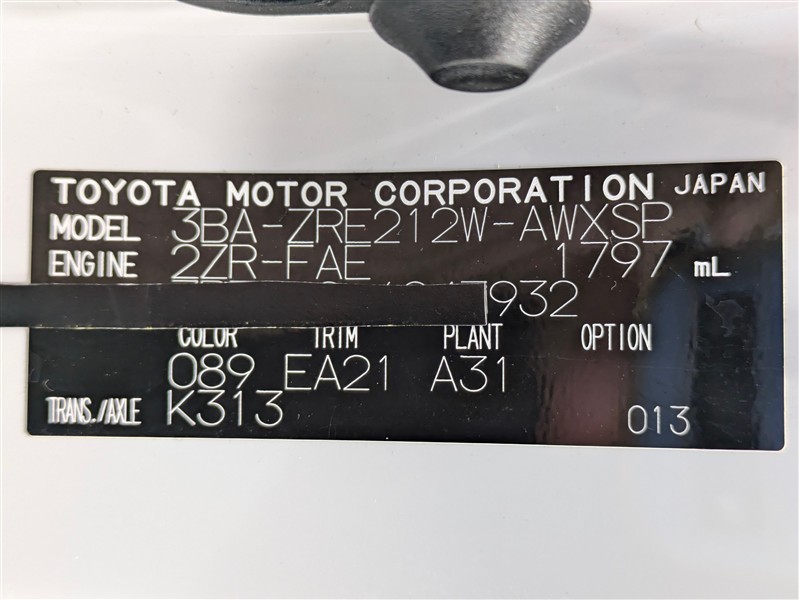 TOYOTA MOTOR CORPORATION JAPAN
MODEL 3BA-ZRE212W-AWXSP
ENGINE 2ZR-FAE 1797 mL
7932
COLOR TRIM PLANT OPTION
089 EA21 A31
TRANS./AXLE K313 013